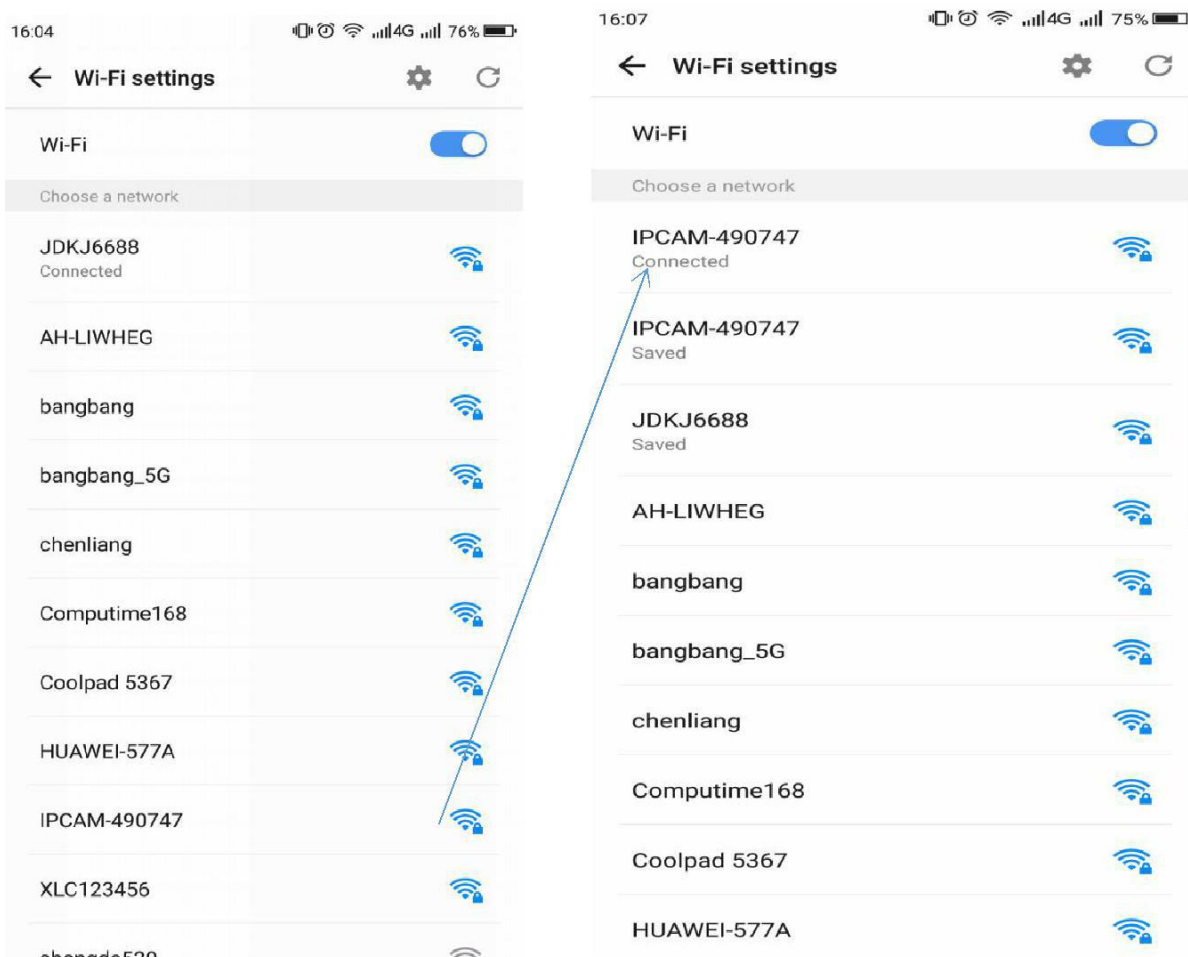 16:04 4G 76%
Wi-Fi settings
Wi-Fi
Choose a network
JDKJ6688
Connected
AH-LIWHEG
bangbang
bangbang_5G
chenliang
Computime168
Coolpad 5367
HUAWEI-577A
IPCAM-490747
XLC123456
16:07 4G 75%
Wi-Fi settings
Wi-Fi
Choose a network
IPCAM-490747
Connected
IPCAM-490747
Saved
JDKJ6688
Saved
AH-LIWHEG
bangbang
bangbang_5G
chenliang
Computime168
Coolpad 5367
HUAWEI-577A